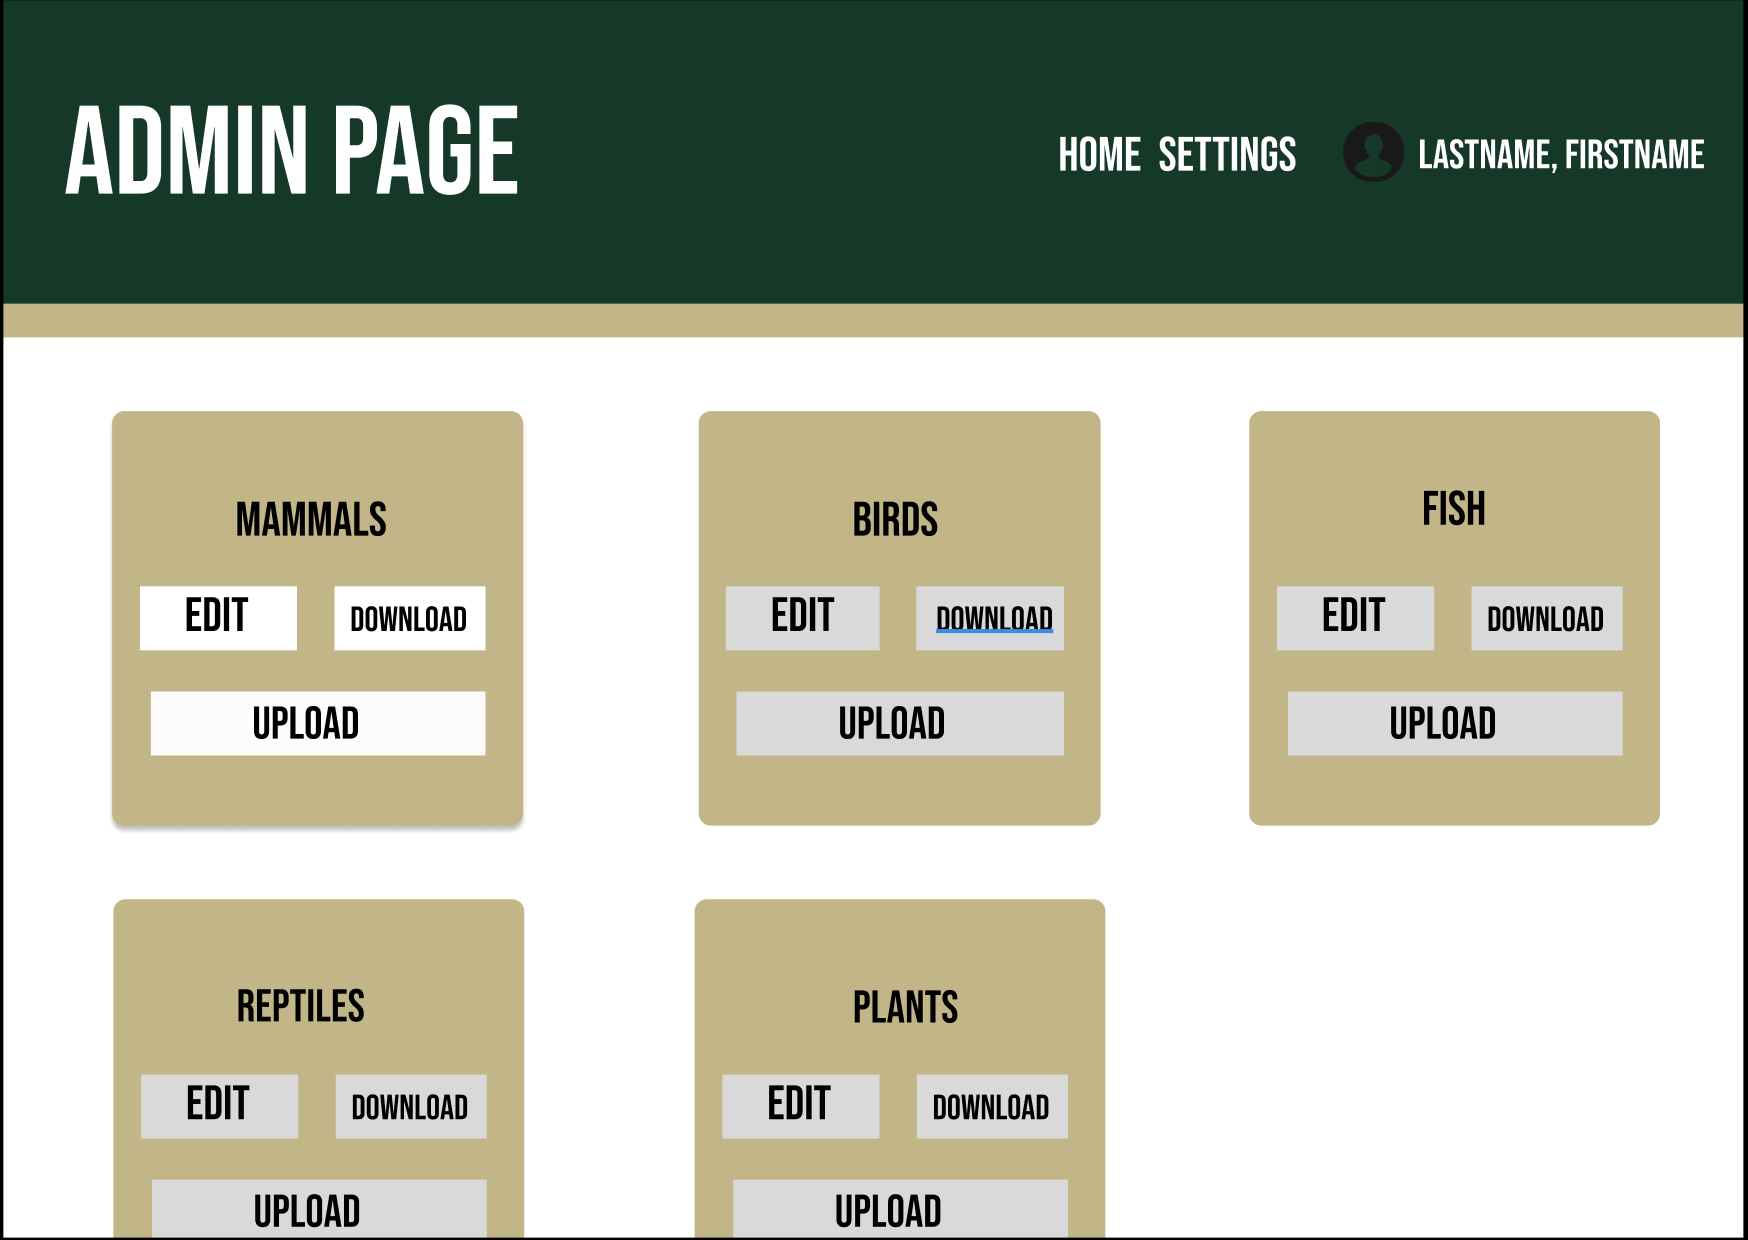 ADMIN PAGE
HOME SETTINGS LASTNAME, FIRSTNAME
MAMMALS
EDIT DOWNLOAD
UPLOAD
BIRDS
EDIT DOWNLOAD
UPLOAD
FISH
EDIT DOWNLOAD
UPLOAD
REPTILES
EDIT DOWNLOAD
UPLOAD
PLANTS
EDIT DOWNLOAD
UPLOAD